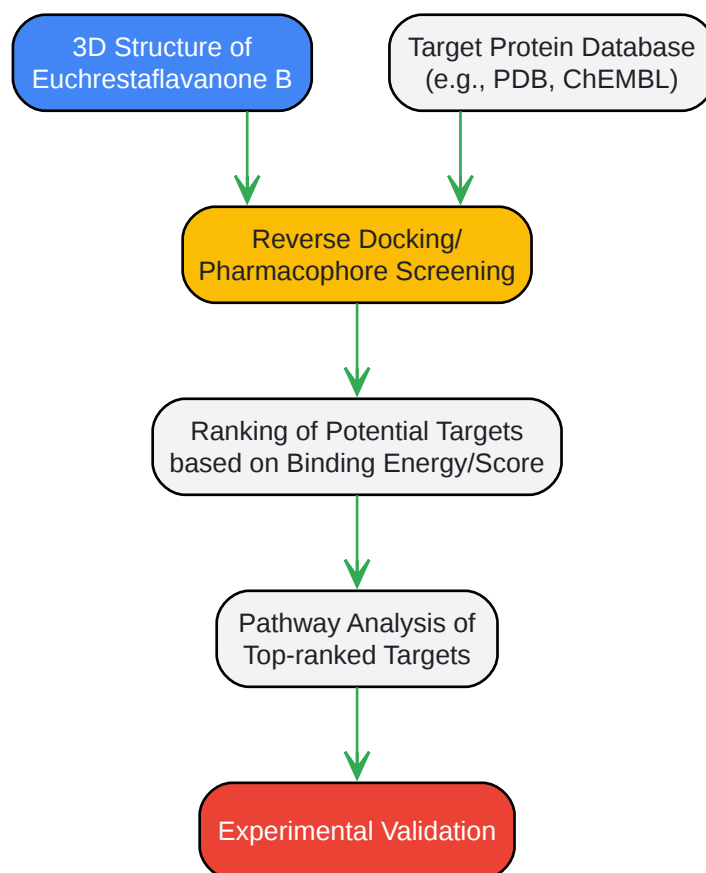 3D Structure of
Euchrestaflavanone B
Target Protein Database
(e.g., PDB, ChEMBL)
Reverse Docking/
Pharmacophore Screening
Ranking of Potential Targets
based on Binding Energy/Score
Pathway Analysis of
Top-ranked Targets
Experimental Validation